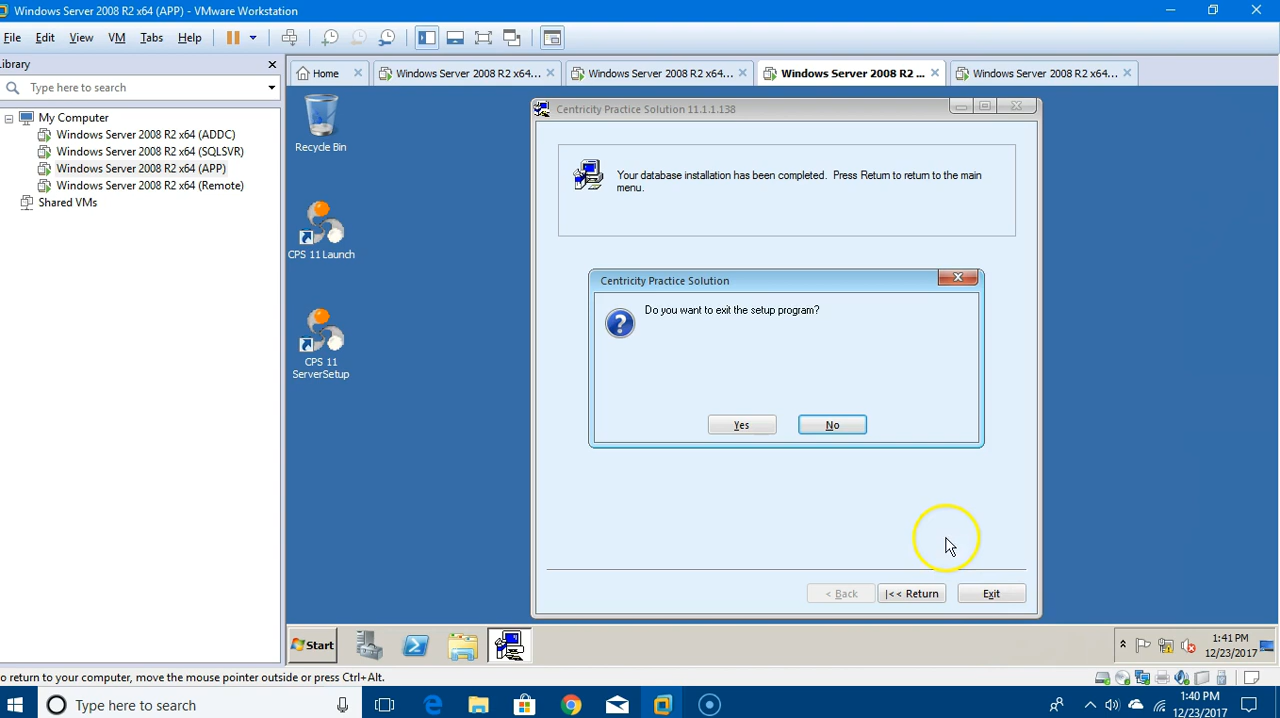 Windows Server 2008 R2 x64 (APP) - VMware Workstation
File Edit View VM Tabs Help
Library
Type here to search
Home
Windows Server 2008 R2 x64...
Windows Server 2008 R2 x64...
Windows Server 2008 R2 ...
Windows Server 2008 R2 x64...
My Computer
Windows Server 2008 R2 x64 (ADDC)
Windows Server 2008 R2 x64 (SQLSVR)
Windows Server 2008 R2 x64 (APP)
Windows Server 2008 R2 x64 (Remote)
Shared VMs
Recycle Bin
CPS 11 Launch
CPS 11
ServerSetup
Centricity Practice Solution 11.1.1.138
Your database installation has been completed. Press Return to return to the main
menu.
Centricity Practice Solution
Do you want to exit the setup program?
Yes
No
< Back
|<< Return
Exit
Start
1:41 PM
12/23/2017
o return to your computer, move the mouse pointer outside or press Ctrl+Alt.
Type here to search
1:40 PM
12/23/2017